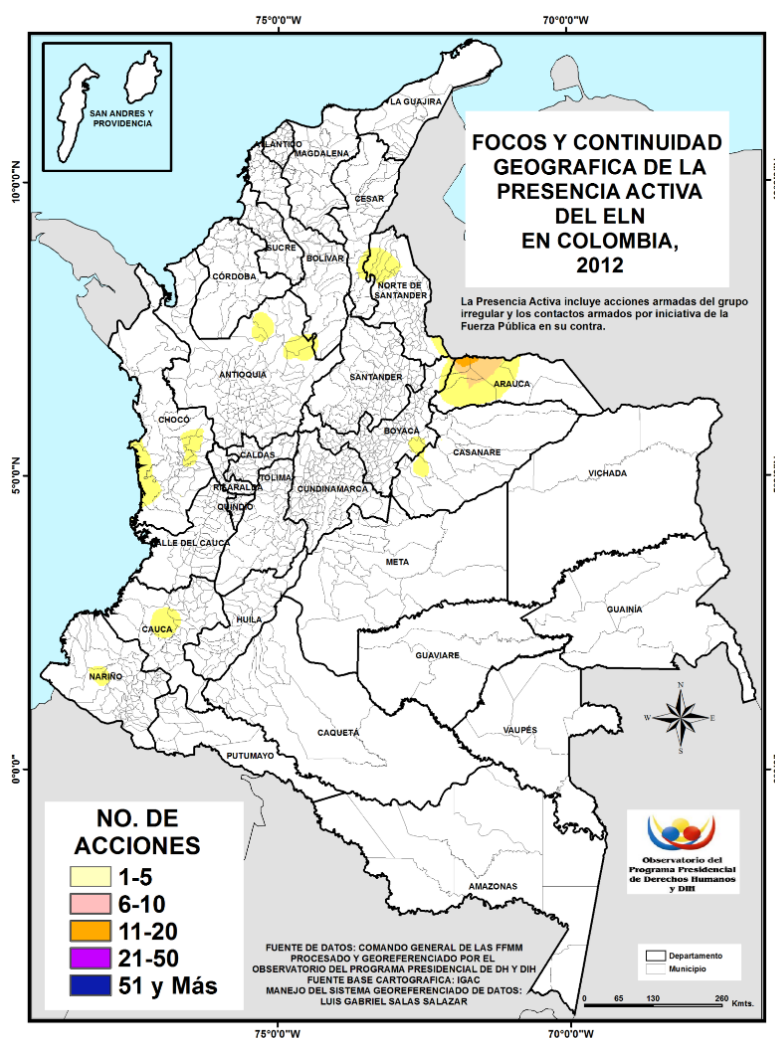 75°0'0"W 70°0'0"W
SAN ANDRES Y
PROVIDENCIA
FOCOS Y CONTINUIDAD
GEOGRAFICA DE LA
PRESENCIA ACTIVA
DEL ELN
EN COLOMBIA,
2012
La Presencia Activa incluye acciones armadas del grupo
irregular y los contactos armados por iniciativa de la
Fuerza Pública en su contra.
10°0'0"N
5°0'0"N
0°0'0"
LA GUAJIRA
ATLÁNTICO
MAGDALENA
CESAR
SUCRE
BOLÍVAR
CÓRDOBA
NORTE DE
SANTANDER
ANTIOQUIA
SANTANDER
ARAUCA
CHOCÓ
BOYACA
CASANARE
CALDAS
VICHADA
RISARALDA
TOLIMA
CUNDINAMARCA
QUINDIO
VALLE DEL CAUCA
META
GUAINÍA
CAUCA
HUILA
GUAVIARE
NARIÑO
CAQUETÁ
VAUPÉS
PUTUMAYO
AMAZONAS
N
W E
S
NO. DE
ACCIONES
1-5
6-10
11-20
21-50
51 y Más
Observatorio del
Programa Presidencial
de Derechos Humanos
y DIH
FUENTE DE DATOS: COMANDO GENERAL DE LAS FFMM
PROCESADO Y GEOREFERENCIADO POR EL
OBSERVATORIO DEL PROGRAMA PRESIDENCIAL DE DH Y DIH
FUENTE BASE CARTOGRAFICA: IGAC
MANEJO DEL SISTEMA GEOREFERENCIADO DE DATOS:
LUIS GABRIEL SALAS SALAZAR
Departamento
Municipio
0 65 130 260
Kmts.
75°0'0"W 70°0'0"W